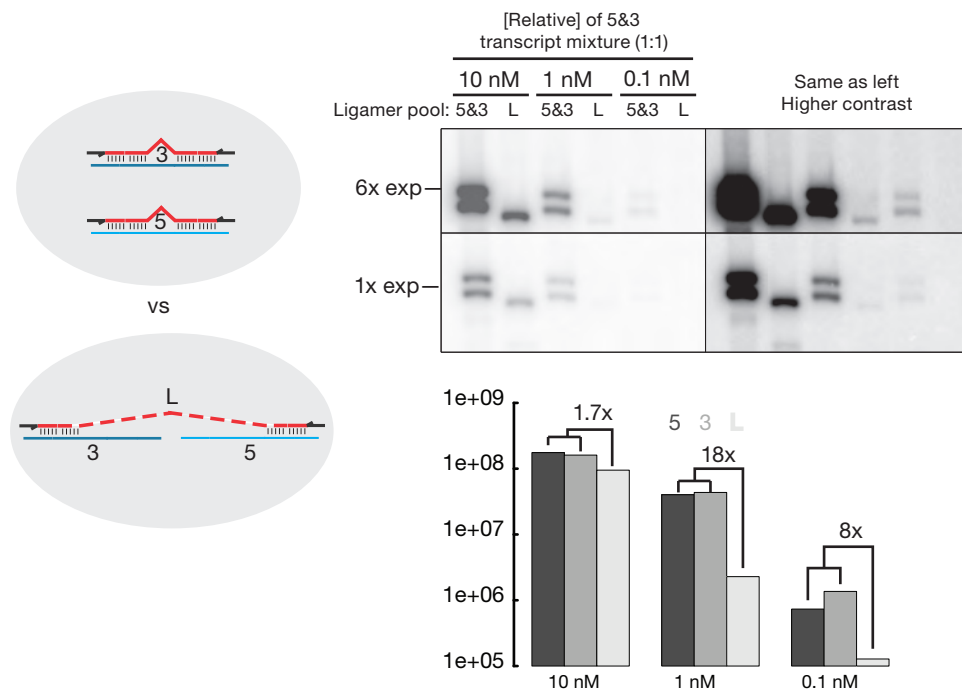 3
5
vs
L
3
5
[Relative] of 5&3
transcript mixture (1:1)
10 nM 1 nM 0.1 nM
Ligamer pool: 5&3 L 5&3 L 5&3 L
Same as left
Higher contrast
6x exp
1x exp
1e+09
1e+08
1e+07
1e+06
1e+05
1.7x
5 3 L
18x
8x
10 nM 1 nM 0.1 nM